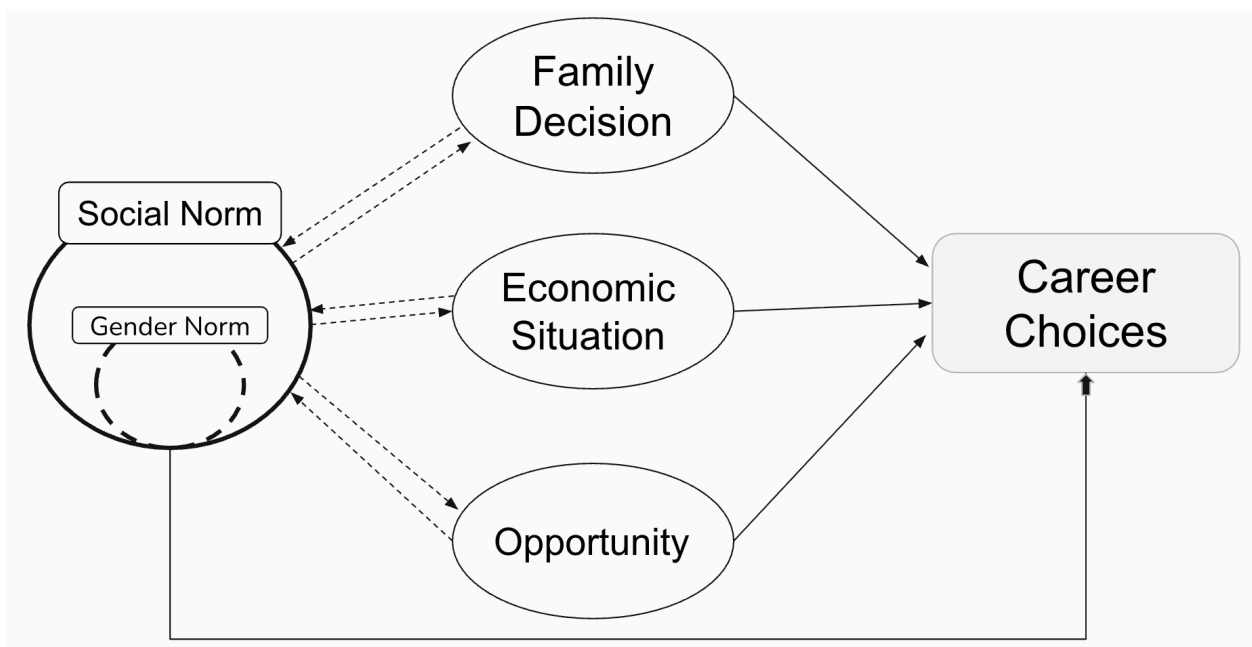 Family
Decision
Social Norm
Gender Norm
Economic
Situation
Career
Choices
Opportunity